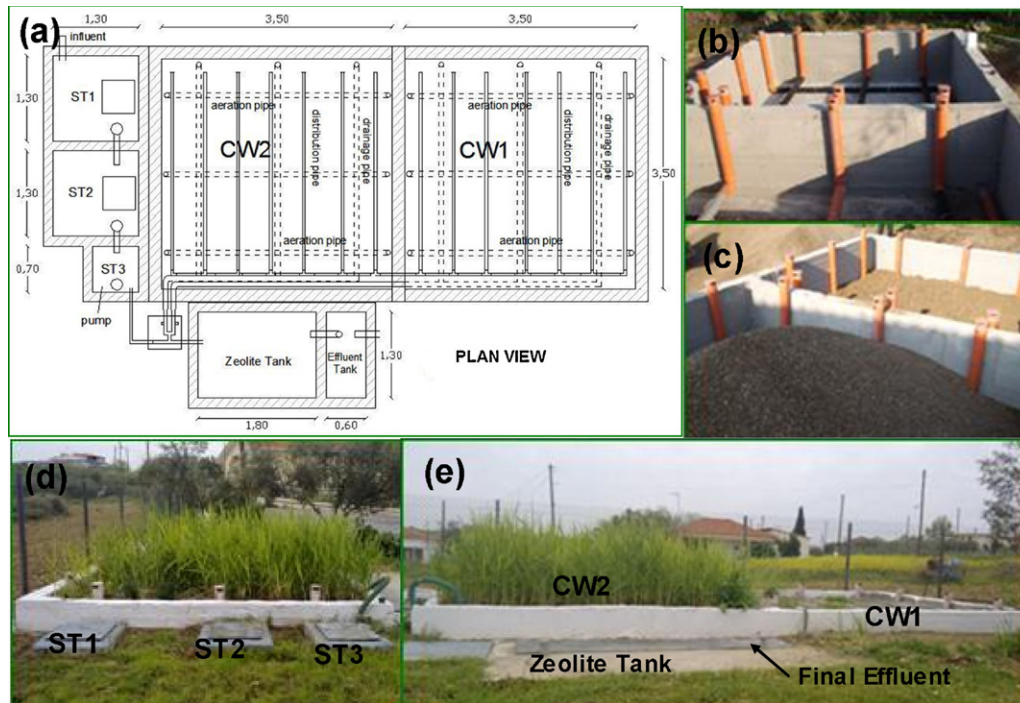 (a)
1,30
3,50
3,50
influent
ST1
1,30
aeration pipe
aeration pipe
distribution pipe
drainage pipe
distribution pipe
drainage pipe
CW2
CW1
ST2
1,30
3,50
aeration pipe
aeration pipe
ST3
0,70
pump
Zeolite Tank
Effluent
Tank
1,30
PLAN VIEW
1,80
0,60
(b)
(c)
(d)
ST1
ST2
ST3
(e)
CW2
CW1
Zeolite Tank
Final Effluent